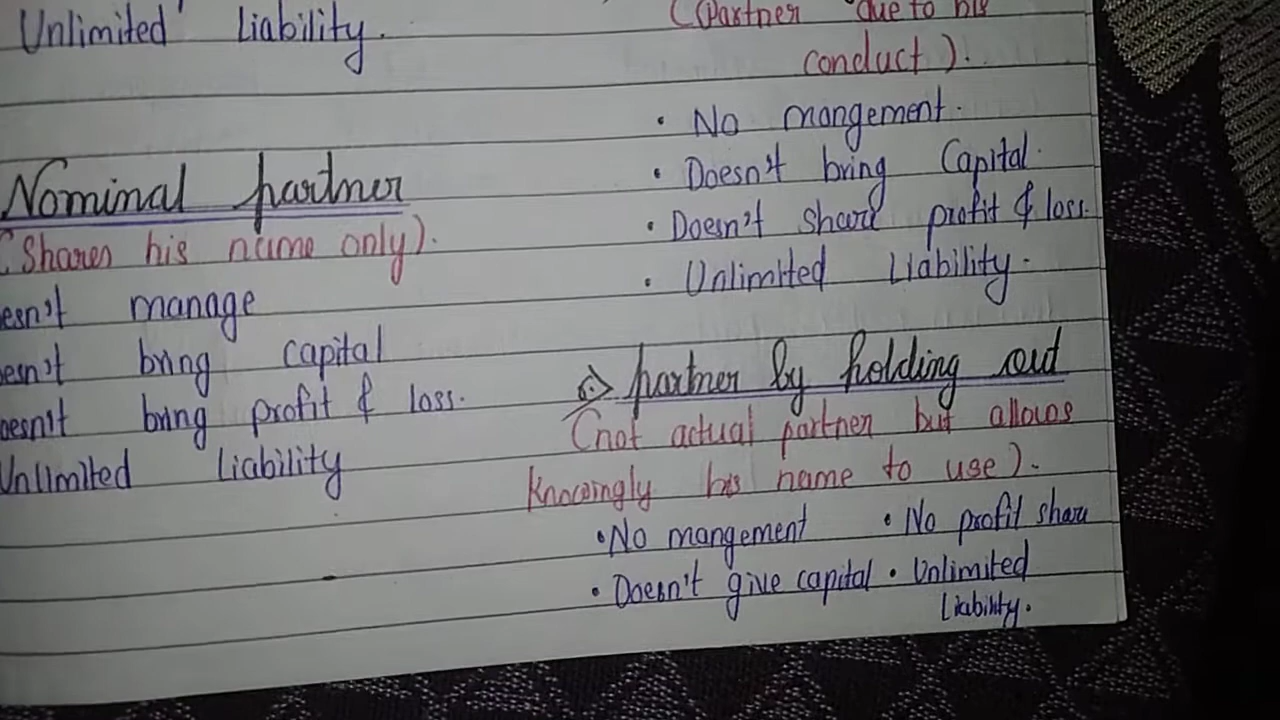 Unlimited Liability.
Nominal partner
(Shares his name only).
esn't manage
esn't bring capital
oesn't bring profit & loss.
Unlimited Liability
(Partner due to his
conduct).
• No mangement.
• Doesn't bring Capital.
• Doesn't share profit & loss.
• Unlimited Liability.
6> partner by holding out
(not actual partner but allows
knowingly his name to use).
• No mangement • No profit share
• Doesn't give capital • Unlimited
Liability.